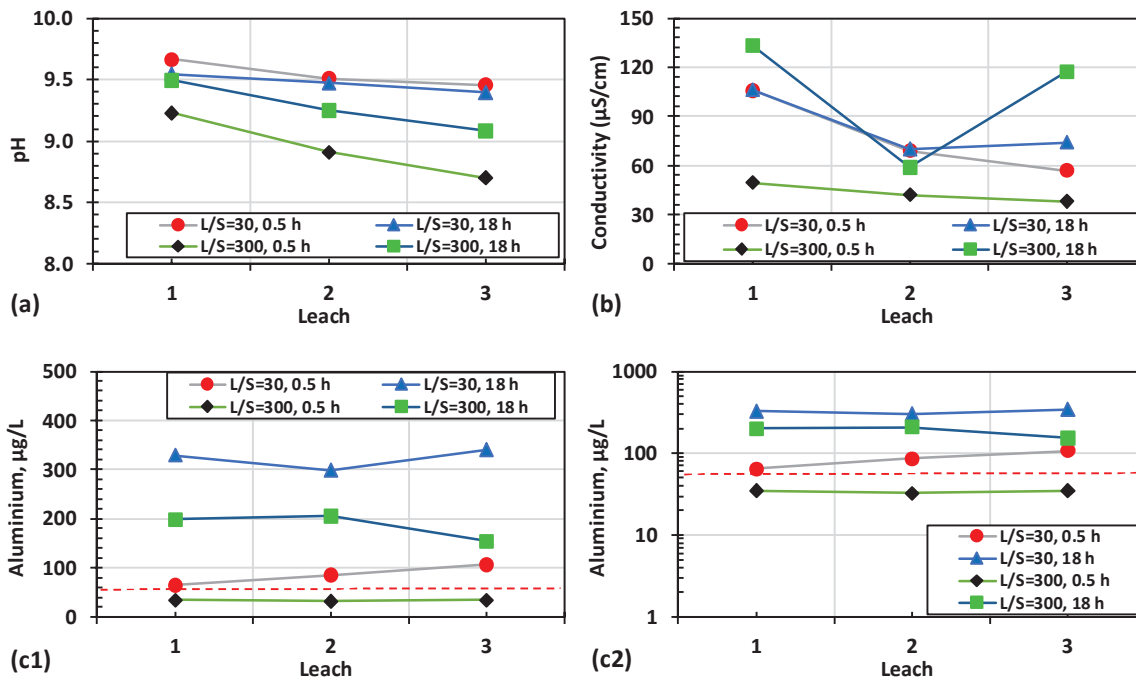 10.0
9.5
9.0
8.5
8.0
pH
L/S=30, 0.5 h
L/S=30, 18 h
L/S=300, 0.5 h
L/S=300, 18 h
1
2
3
Leach
(a)
150
120
90
60
30
0
Conductivity (µS/cm)
L/S=30, 0.5 h
L/S=30, 18 h
L/S=300, 0.5 h
L/S=300, 18 h
1
2
3
Leach
(b)
500
400
300
200
100
0
Aluminium, µg/L
L/S=30, 0.5 h
L/S=30, 18 h
L/S=300, 0.5 h
L/S=300, 18 h
1
2
3
Leach
(c1)
1000
100
10
1
Aluminium, µg/L
L/S=30, 0.5 h
L/S=30, 18 h
L/S=300, 0.5 h
L/S=300, 18 h
1
2
3
Leach
(c2)